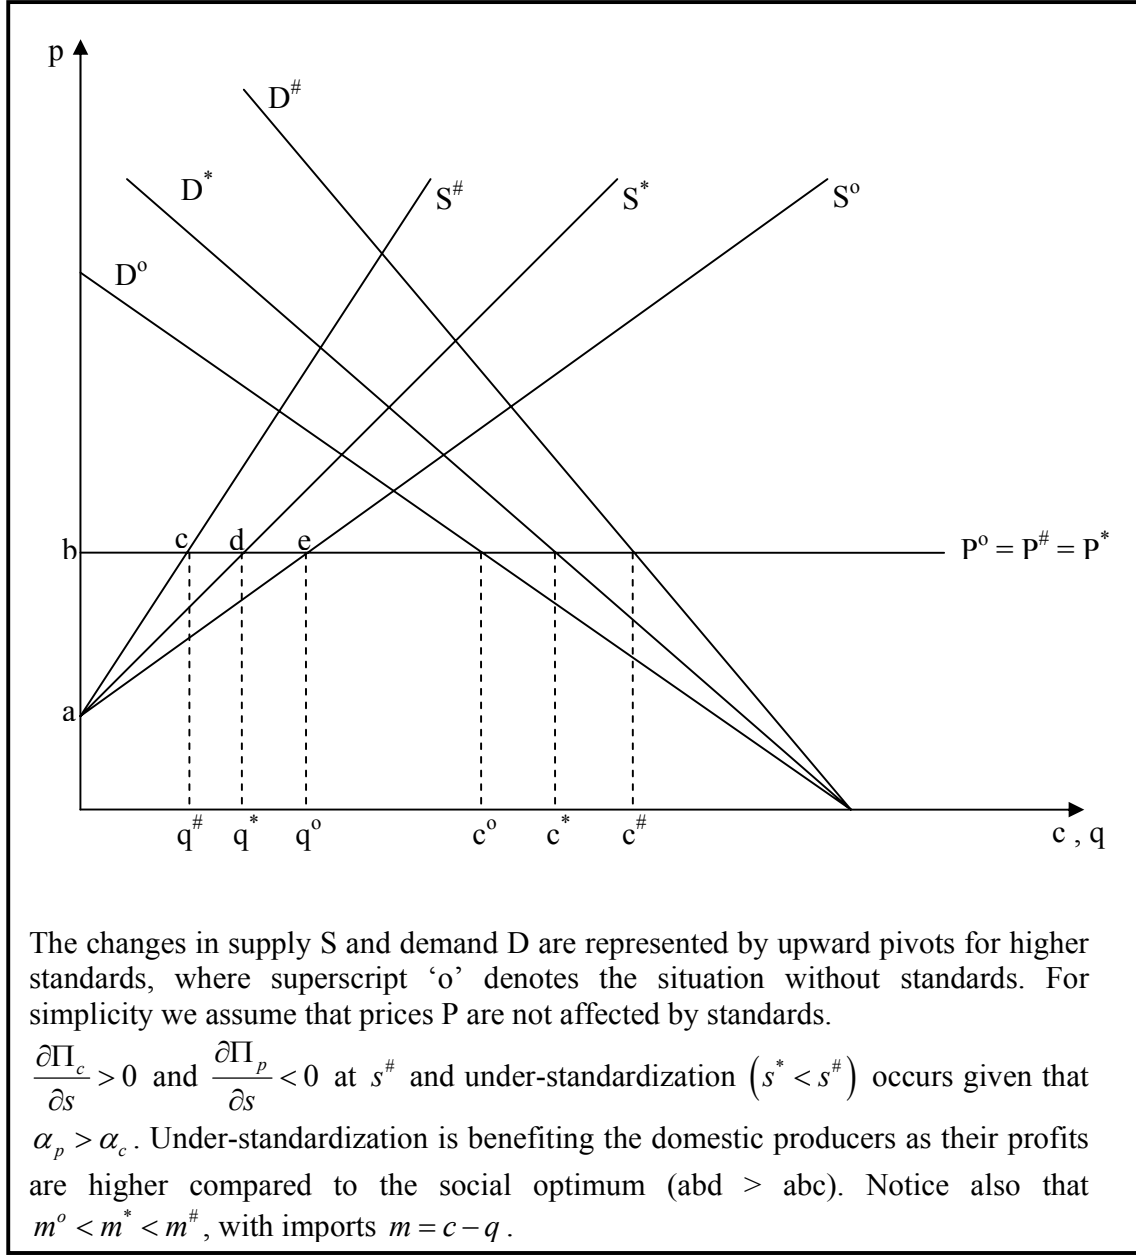 p
D#
D*
S#
S*
So
Do
c
d
e
b
Po = P# = P*
a
q#
q*
qo
co
c*
c#
c , q
The changes in supply S and demand D are represented by upward pivots for higher
standards, where superscript ‘o’ denotes the situation without standards. For
simplicity we assume that prices P are not affected by standards.
∂Πc/∂s > 0 and ∂Πp/∂s < 0 at s# and under-standardization (s* < s#) occurs given that
αp > αc. Under-standardization is benefiting the domestic producers as their profits
are higher compared to the social optimum (abd > abc). Notice also that
mo < m* < m#, with imports m = c − q .